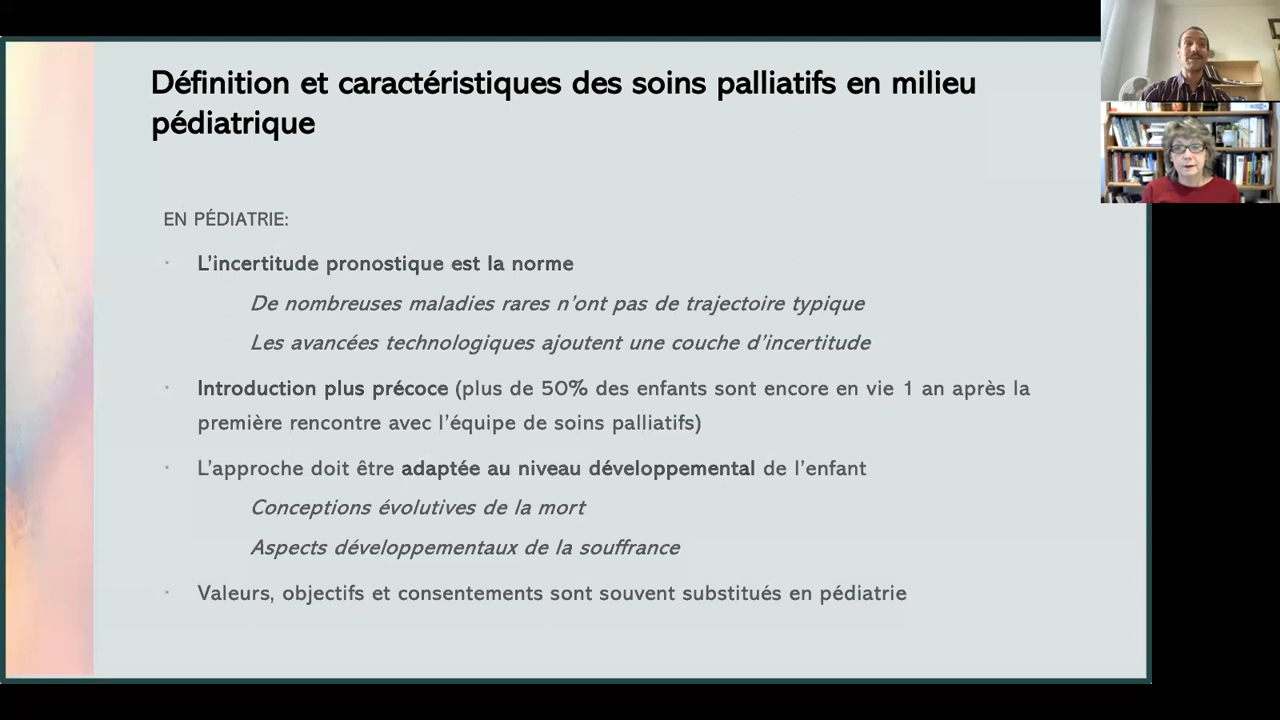 Définition et caractéristiques des soins palliatifs en milieu
pédiatrique
EN PÉDIATRIE:
· L'incertitude pronostique est la norme
De nombreuses maladies rares n'ont pas de trajectoire typique
Les avancées technologiques ajoutent une couche d'incertitude
· Introduction plus précoce (plus de 50% des enfants sont encore en vie 1 an après la
première rencontre avec l'équipe de soins palliatifs)
· L'approche doit être adaptée au niveau développemental de l'enfant
Conceptions évolutives de la mort
Aspects développementaux de la souffrance
· Valeurs, objectifs et consentements sont souvent substitués en pédiatrie